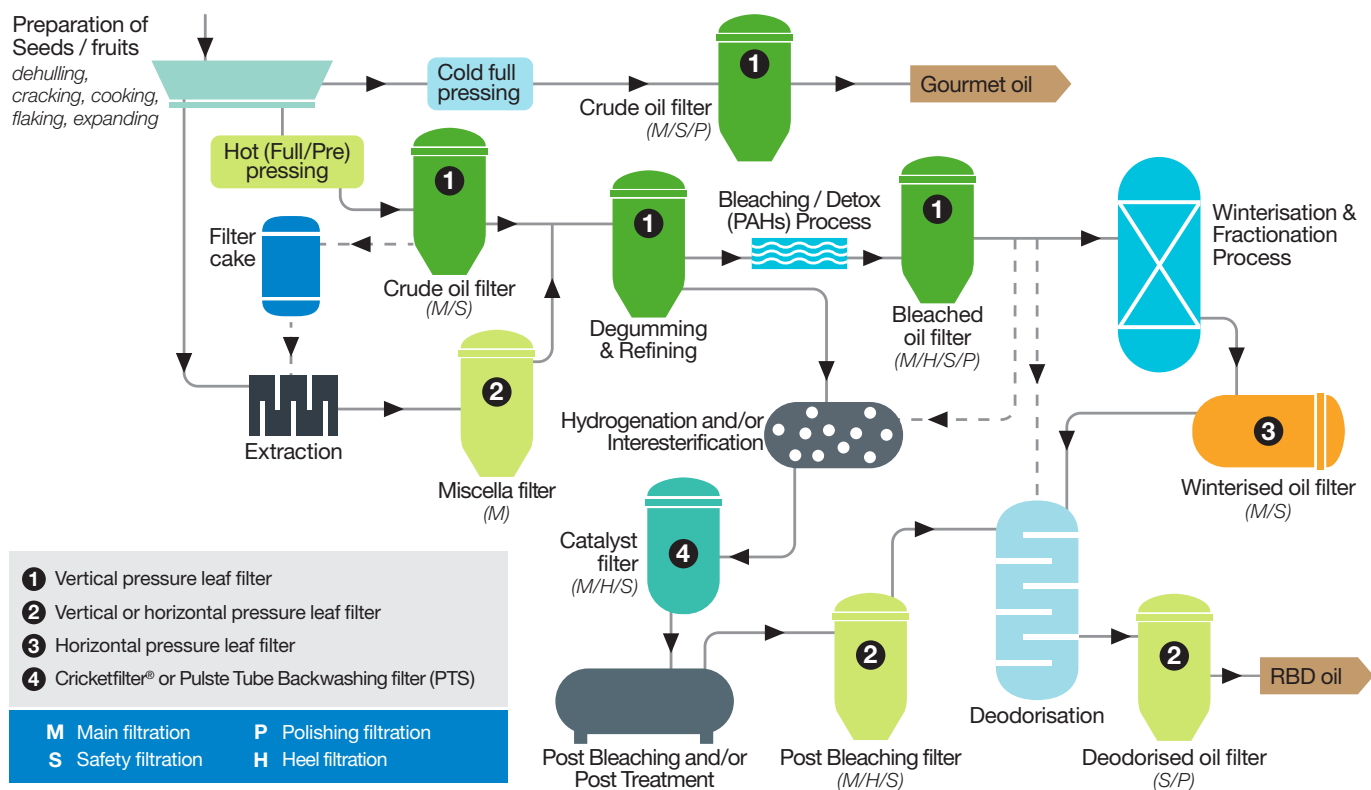 Preparation of
Seeds / fruits
dehulling,
cracking, cooking,
flaking, expanding
Cold full
pressing
1
Crude oil filter
(M/S/P)
Gourmet oil
Hot (Full/Pre)
pressing
1
Crude oil filter
(M/S)
Filter
cake
Extraction
2
Miscella filter
(M)
1
Degumming
& Refining
Bleaching / Detox
(PAHs) Process
1
Bleached
oil filter
(M/H/S/P)
Winterisation &
Fractionation
Process
3
Winterised oil filter
(M/S)
Hydrogenation and/or
Interesterification
4
Catalyst
filter
(M/H/S)
Post Bleaching and/or
Post Treatment
2
Post Bleaching filter
(M/H/S)
Deodorisation
2
Deodorised oil filter
(S/P)
RBD oil
1 Vertical pressure leaf filter
2 Vertical or horizontal pressure leaf filter
3 Horizontal pressure leaf filter
4 Cricketfilter® or Pulste Tube Backwashing filter (PTS)
M Main filtration P Polishing filtration
S Safety filtration H Heel filtration